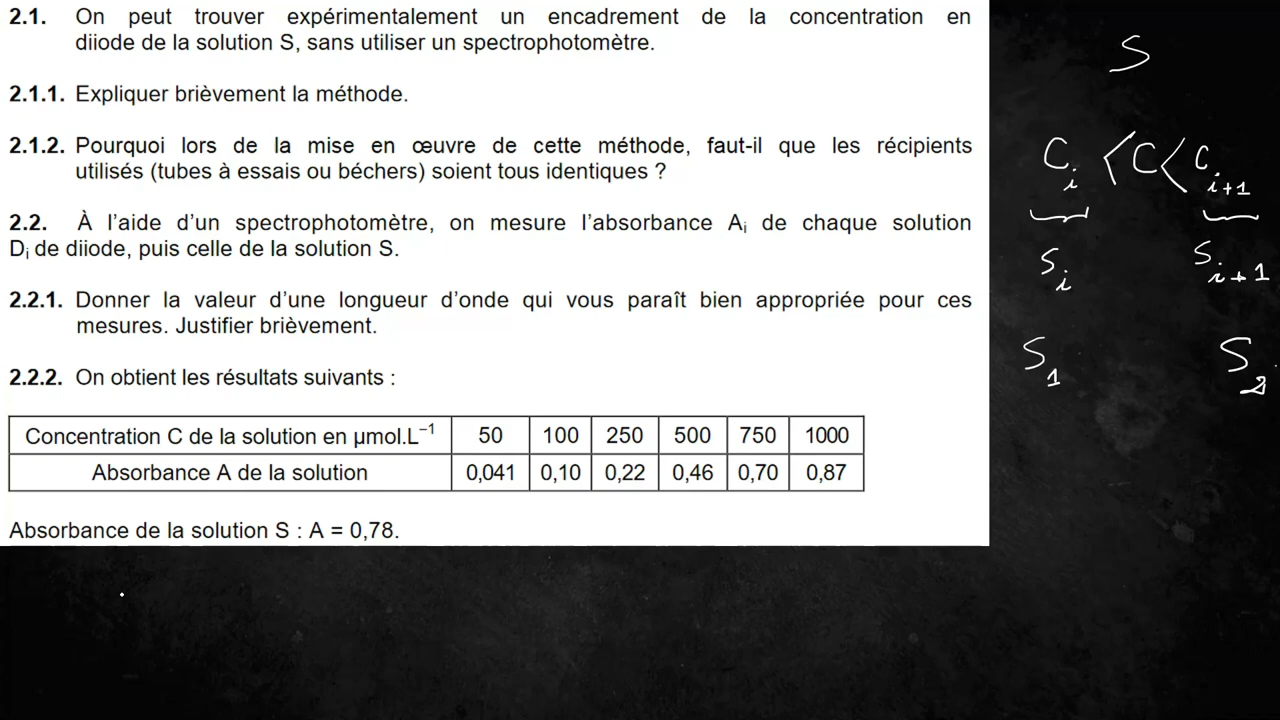 2.1. On peut trouver expérimentalement un encadrement de la concentration en
diiode de la solution S, sans utiliser un spectrophotomètre.
2.1.1. Expliquer brièvement la méthode.
2.1.2. Pourquoi lors de la mise en œuvre de cette méthode, faut-il que les récipients
utilisés (tubes à essais ou béchers) soient tous identiques ?
2.2. À l'aide d'un spectrophotomètre, on mesure l'absorbance Ai de chaque solution
Di de diiode, puis celle de la solution S.
2.2.1. Donner la valeur d'une longueur d'onde qui vous paraît bien appropriée pour ces
mesures. Justifier brièvement.
2.2.2. On obtient les résultats suivants :
Concentration C de la solution en µmol.L⁻¹ 50 100 250 500 750 1000
Absorbance A de la solution 0,041 0,10 0,22 0,46 0,70 0,87
Absorbance de la solution S : A = 0,78.
S
Ci < C < Ci+1
Si Si+1
S1 S2